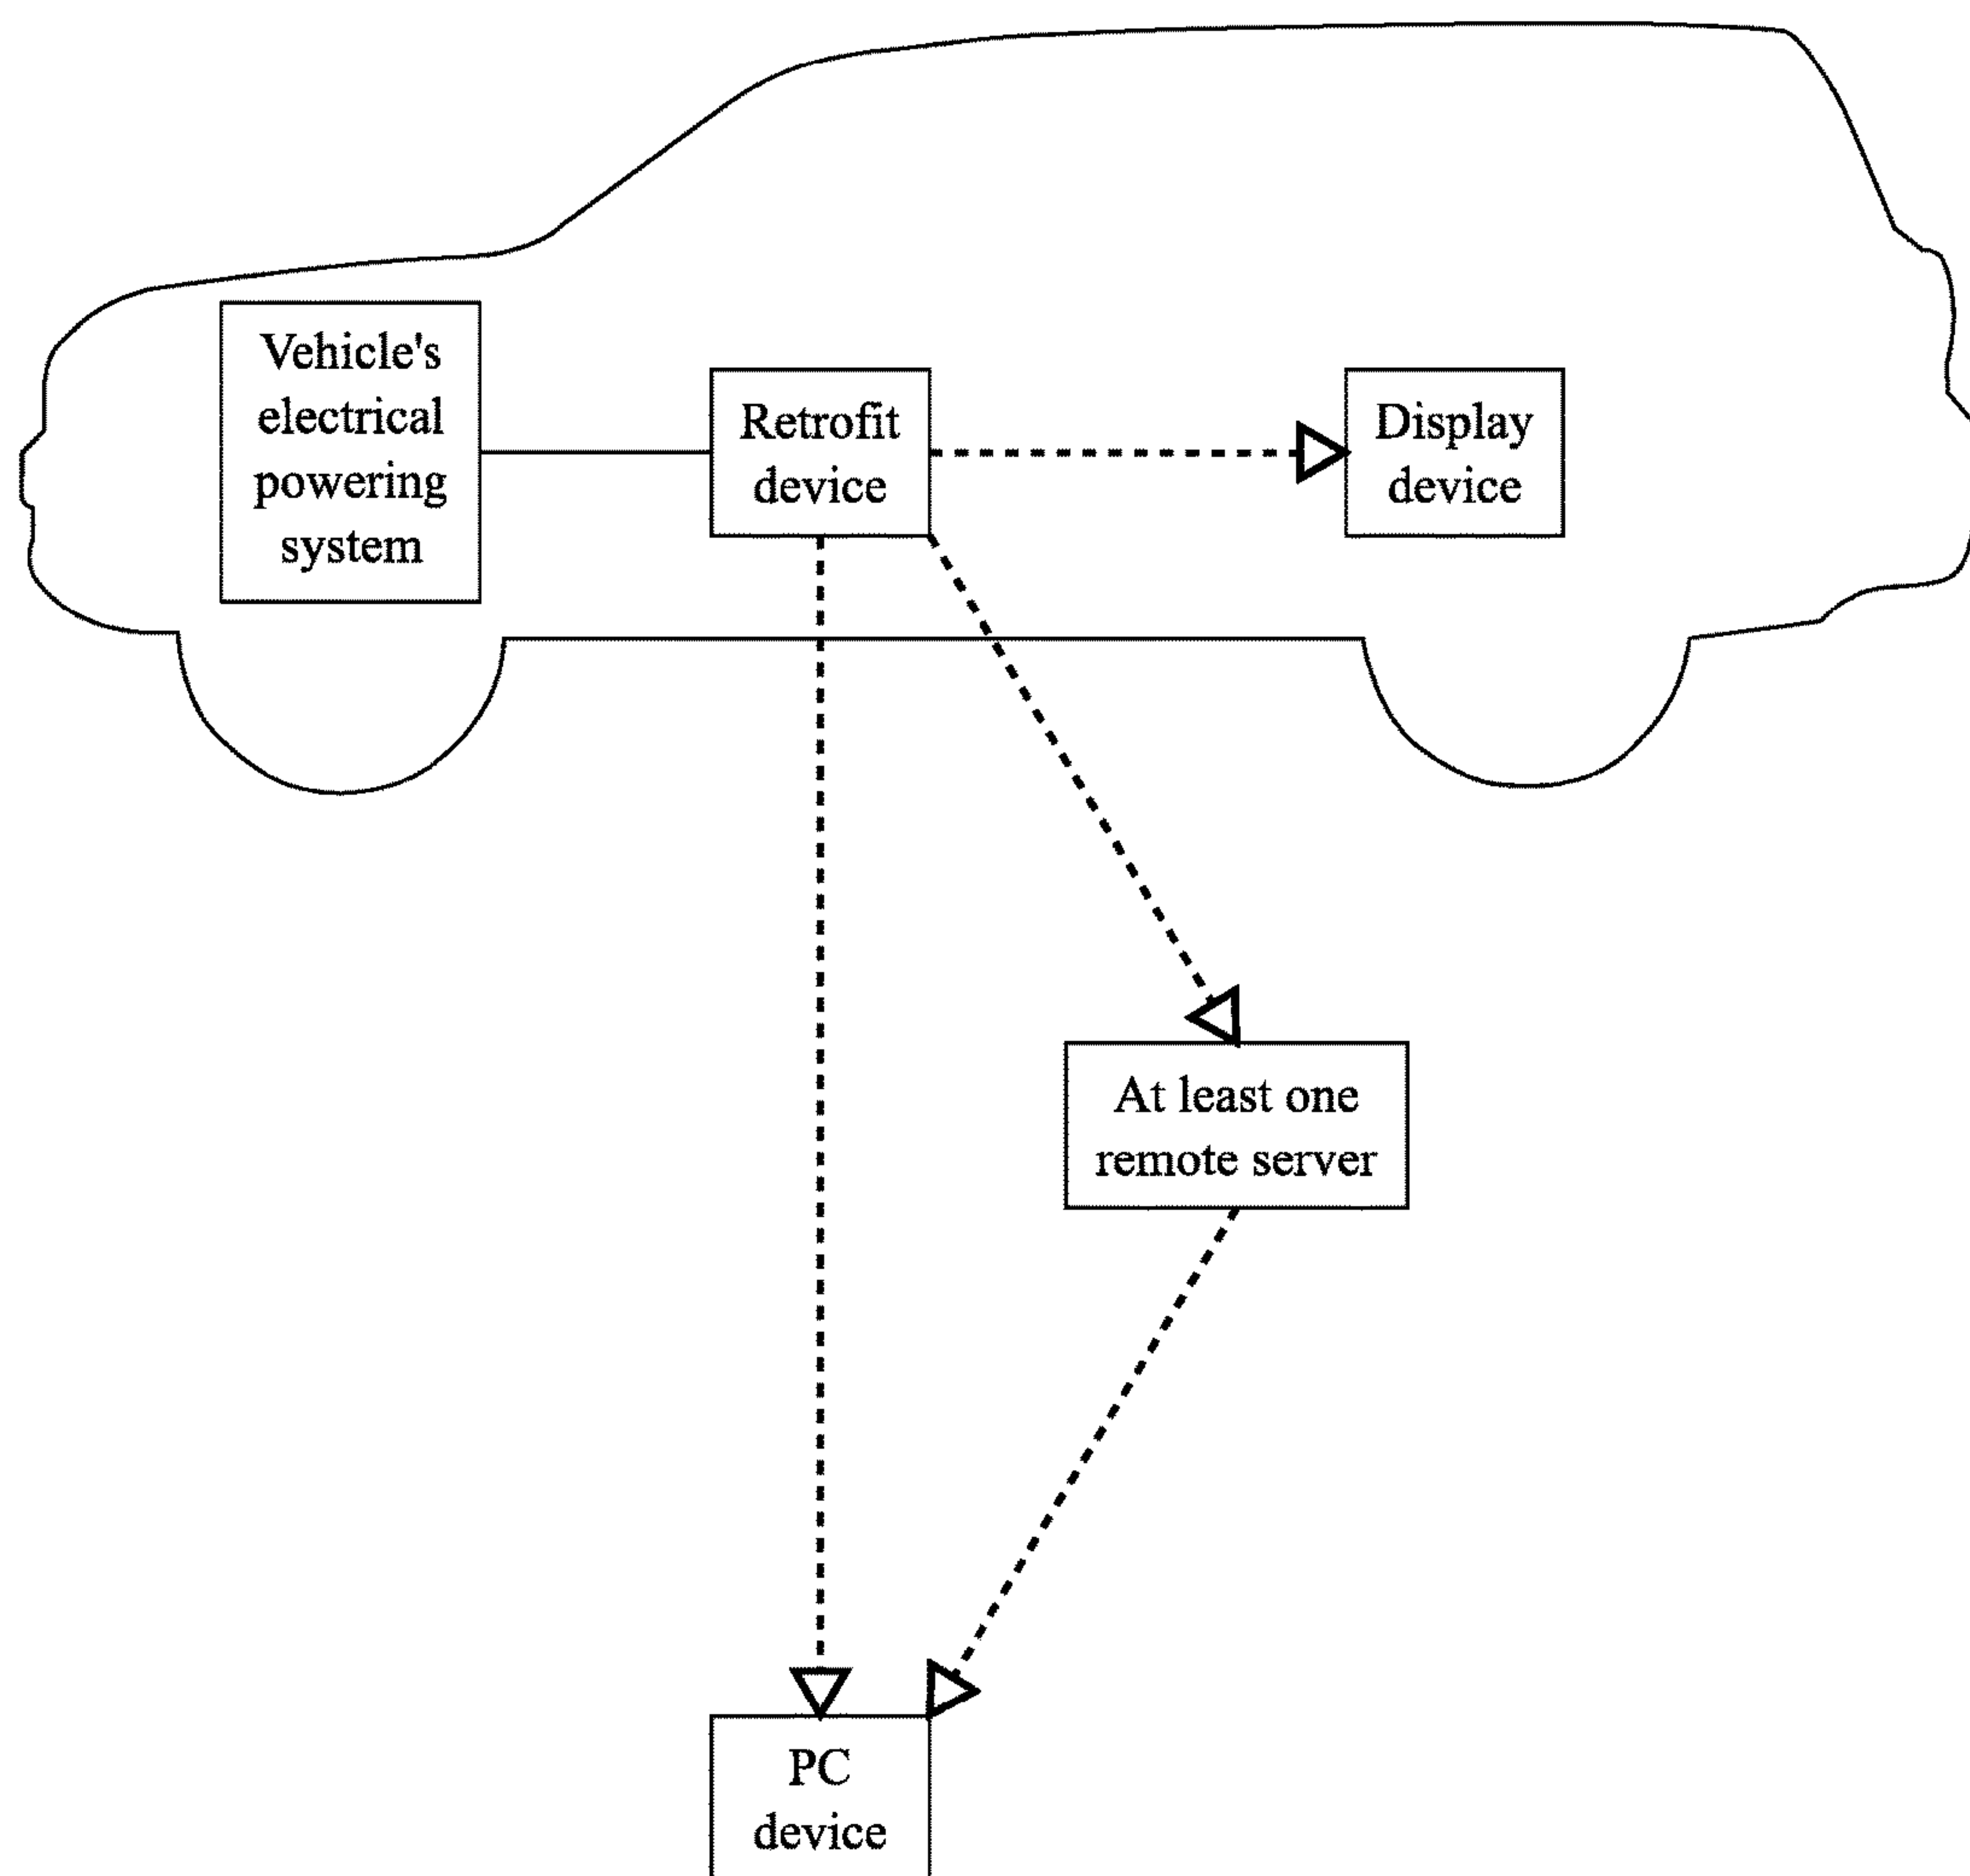 Vehicle's
electrical
powering
system
Retrofit
device
Display
device
At least one
remote server
PC
device